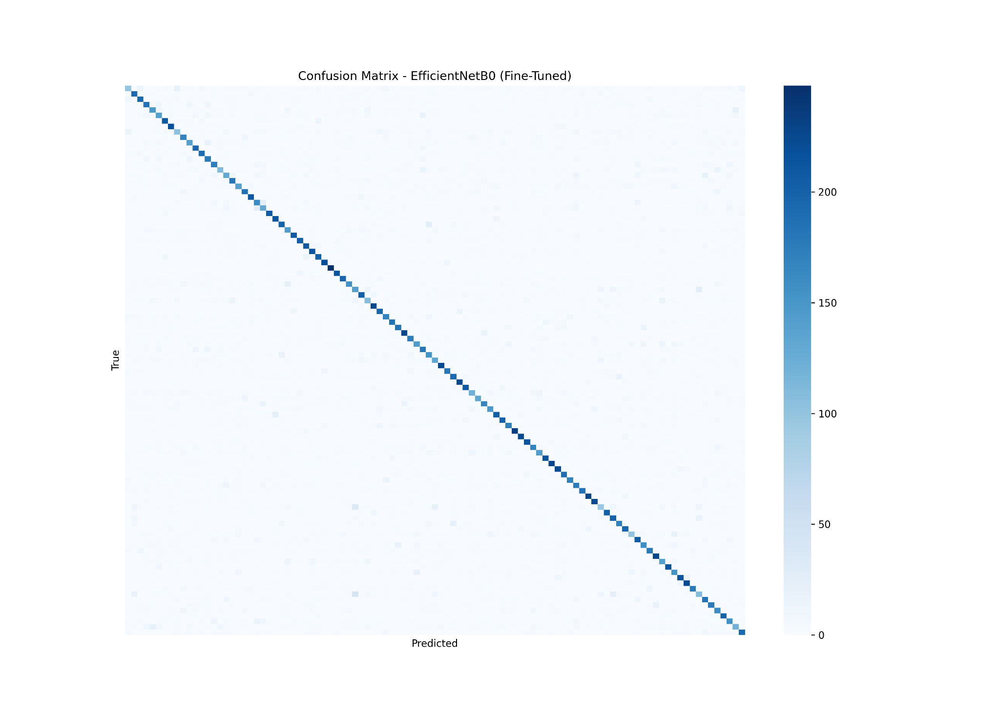 Confusion Matrix - EfficientNetB0 (Fine-Tuned)
True
Predicted
200
150
100
50
0